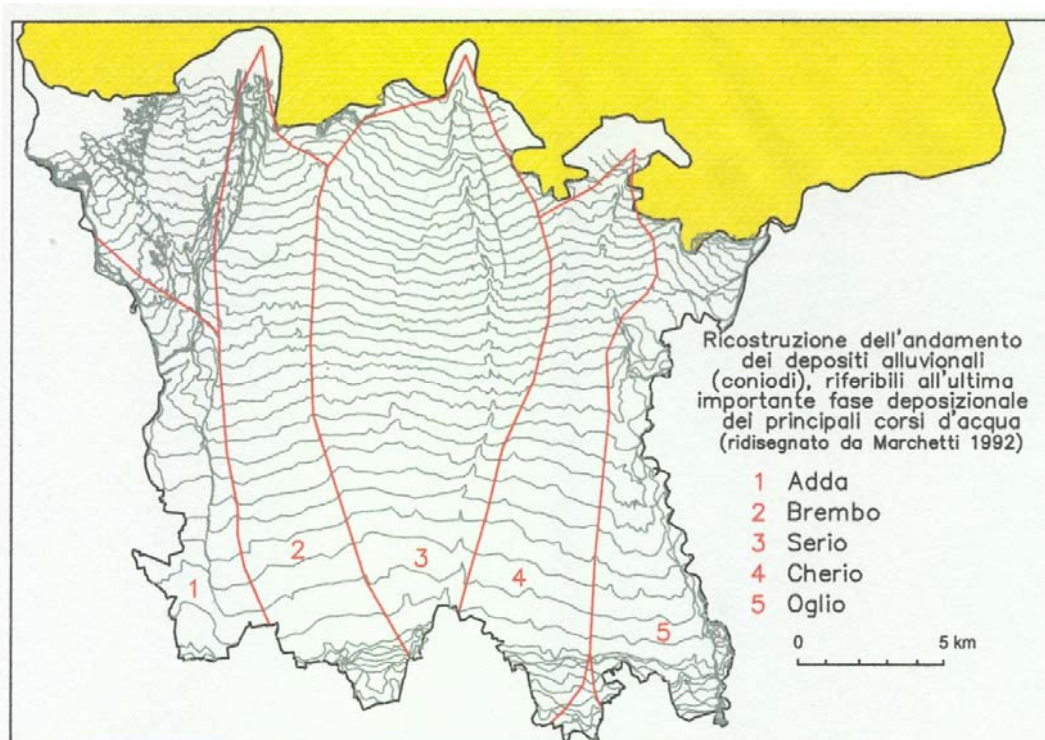 Ricostruzione dell'andamento
dei depositi alluvionali
(coniodi), riferibili all'ultima
importante fase deposizionale
dei principali corsi d'acqua
(ridisegnato da Marchetti 1992)
1 Adda
2 Brembo
3 Serio
4 Cherio
5 Oglio
0 5 km
1
2
3
4
5